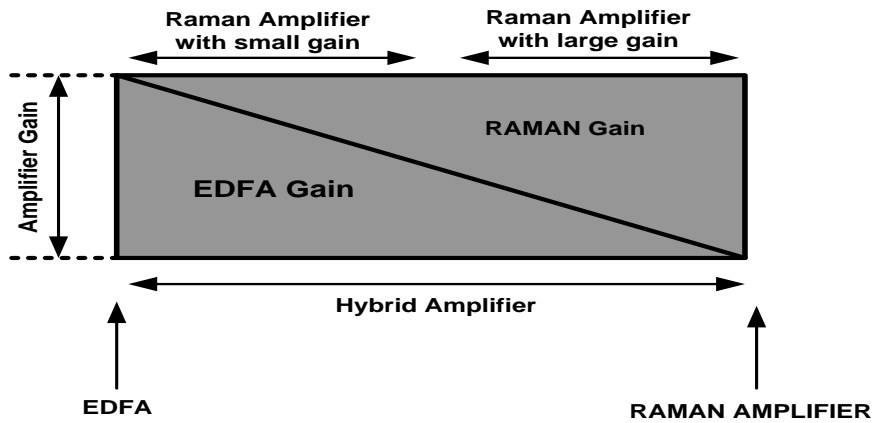 Raman Amplifier
with small gain
Raman Amplifier
with large gain
Amplifier Gain
RAMAN Gain
EDFA Gain
Hybrid Amplifier
EDFA
RAMAN AMPLIFIER